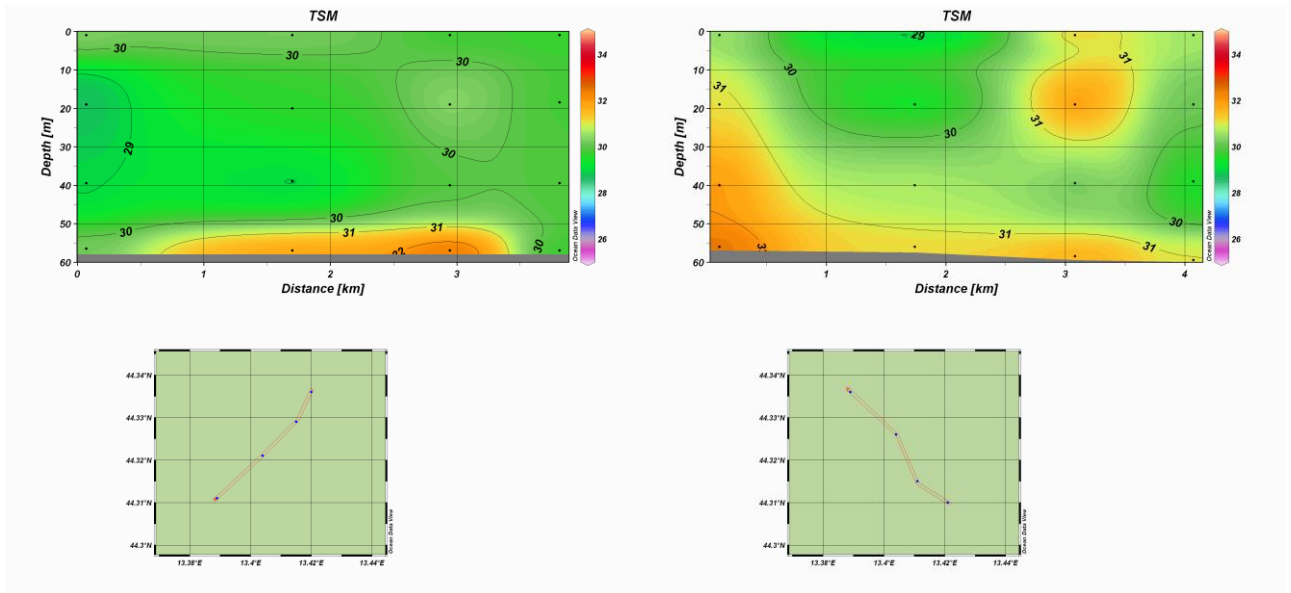 TSM
0
10
20
30
40
50
60
Depth [m]
30
30
30
29
30
30
30
31
31
30
32
0
1
2
3
Distance [km]
34
32
30
28
26
Ocean Data View
TSM
0
10
20
30
40
50
60
Depth [m]
29
30
31
31
31
30
30
31
31
1
2
3
4
Distance [km]
34
32
30
28
26
Ocean Data View
44.34°N
44.33°N
44.32°N
44.31°N
44.3°N
13.38°E
13.4°E
13.42°E
13.44°E
Ocean Data View
44.34°N
44.33°N
44.32°N
44.31°N
44.3°N
13.38°E
13.4°E
13.42°E
13.44°E
Ocean Data View